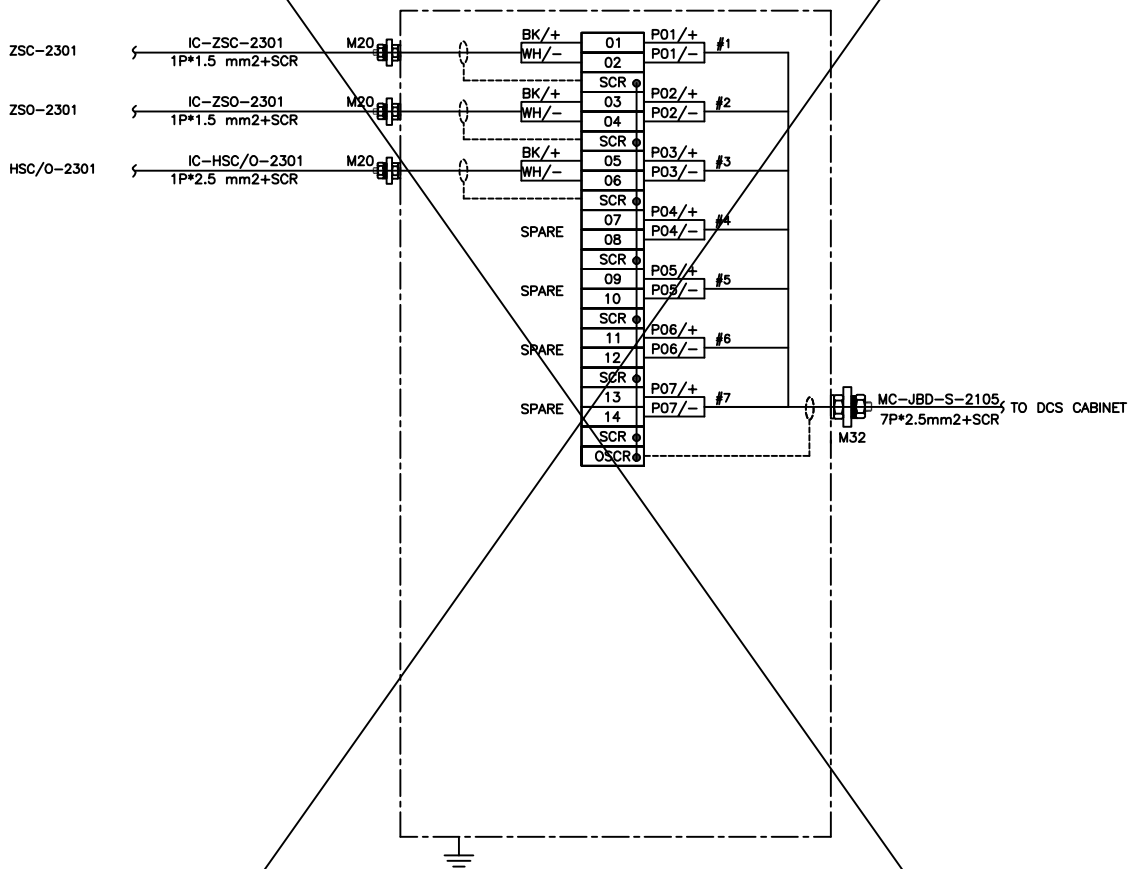 ZSC-2301 IC-ZSC-2301 M20 BK/+ 01 P01/+ #1
1P*1.5 mm2+SCR WH/- 02 P01/-
SCR
ZSO-2301 IC-ZSO-2301 M20 BK/+ 03 P02/+ #2
1P*1.5 mm2+SCR WH/- 04 P02/-
SCR
HSC/O-2301 IC-HSC/O-2301 M20 BK/+ 05 P03/+ #3
1P*2.5 mm2+SCR WH/- 06 P03/-
SCR
SPARE 07 P04/+ #4
08 P04/-
SCR
SPARE 09 P05/+ #5
10 P05/-
SCR
SPARE 11 P06/+ #6
12 P06/-
SCR
SPARE 13 P07/+ #7
14 P07/-
MC-JBD-S-2105 TO DCS CABINET
7P*2.5mm2+SCR
M32
SCR
OSCR